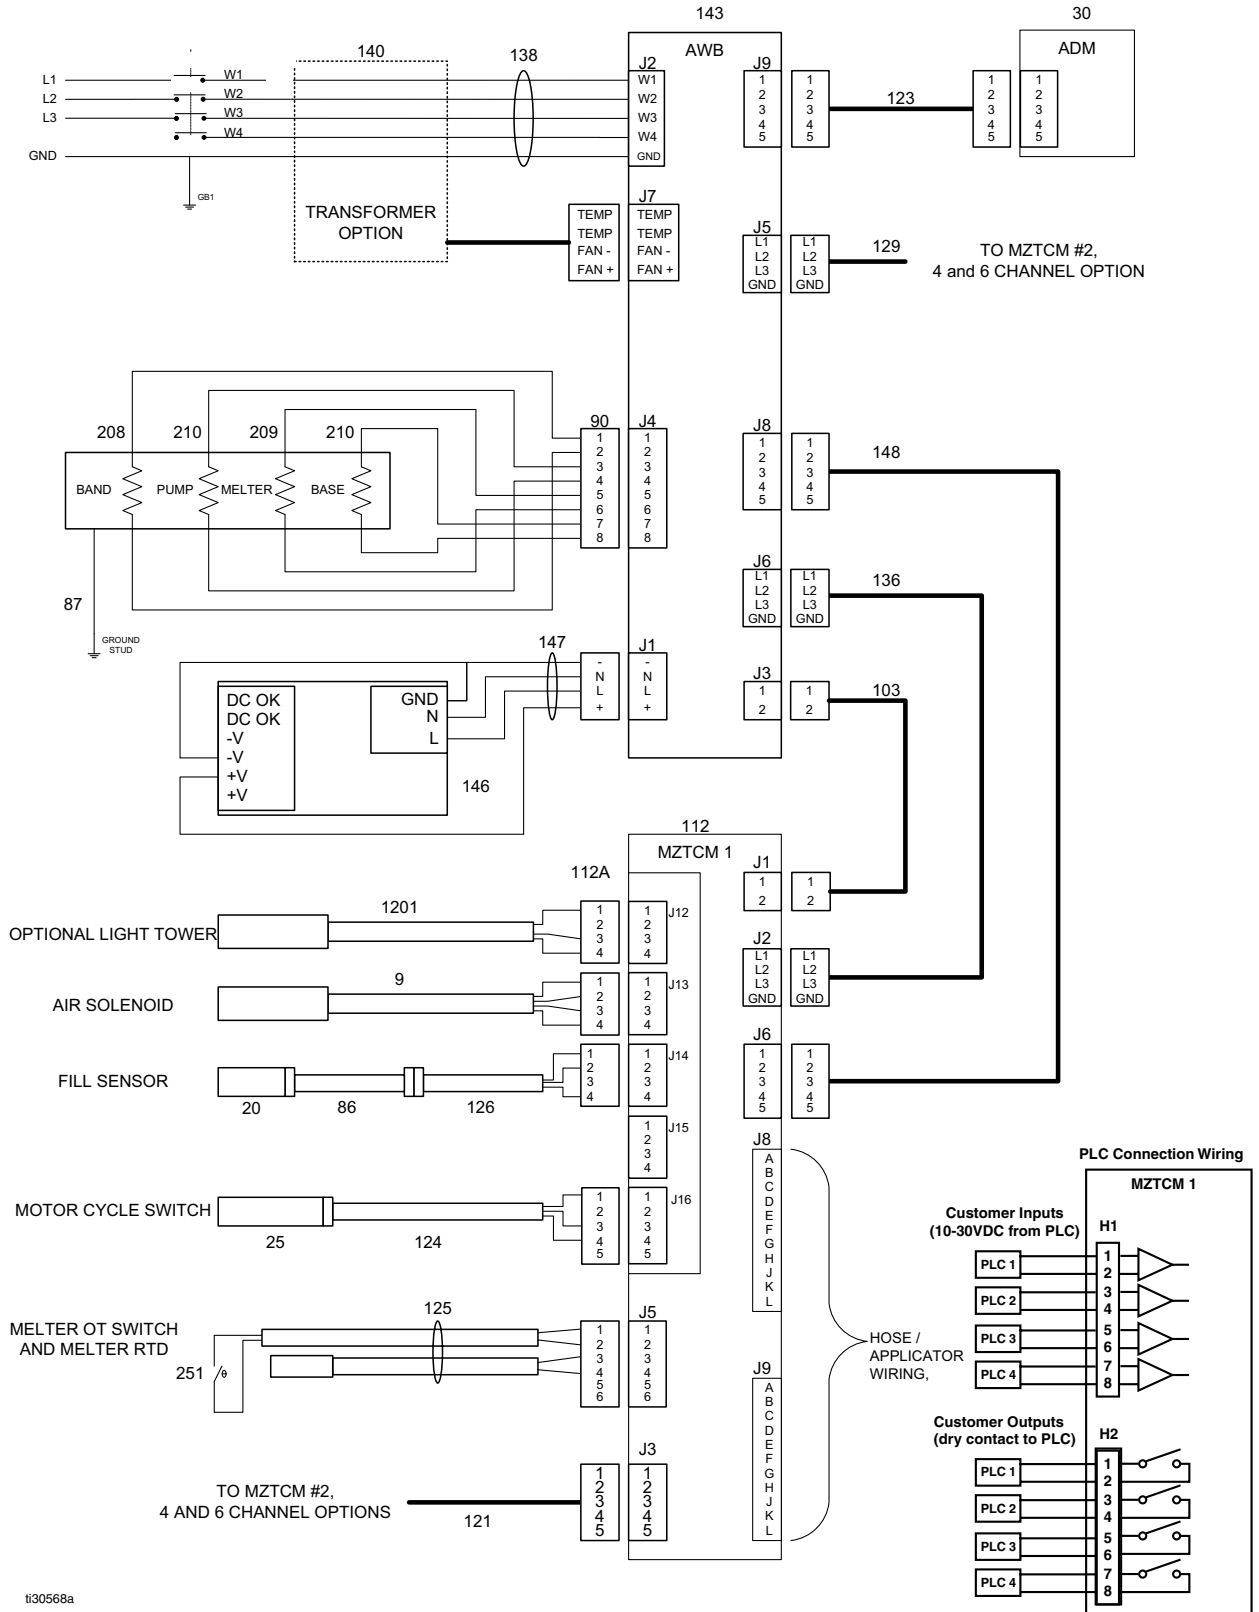 143
30
140
138
AWB
ADM
J2
J9
L1
W1
W1
L2
W2
W2
L3
W3
W3
W4
W4
GND
GND
GB1
1
2
3
4
5
1
2
3
4
5
123
1
2
3
4
5
1
2
3
4
5
TRANSFORMER
OPTION
J7
TEMP
TEMP
FAN -
FAN +
TEMP
TEMP
FAN -
FAN +
J5
L1
L2
L3
GND
L1
L2
L3
GND
129
TO MZTCM #2,
4 and 6 CHANNEL OPTION
208
210
209
210
BAND
PUMP
MELTER
BASE
87
GROUND
STUD
90
1
2
3
4
5
6
7
8
J4
1
2
3
4
5
6
7
8
J8
1
2
3
4
5
1
2
3
4
5
148
J6
L1
L2
L3
GND
L1
L2
L3
GND
136
147
J1
-
N
L
+
-
N
L
+
J3
1
2
1
2
103
DC OK
DC OK
-V
-V
+V
+V
GND
N
L
146
112
MZTCM 1
112A
J1
1
2
1
2
OPTIONAL LIGHT TOWER
1201
1
2
3
4
1
2
3
4
J12
J2
L1
L2
L3
GND
L1
L2
L3
GND
AIR SOLENOID
9
1
2
3
4
1
2
3
4
J13
J6
1
2
3
4
5
1
2
3
4
5
FILL SENSOR
20
86
126
1
2
3
4
1
2
3
4
J14
1
2
3
4
J15
MOTOR CYCLE SWITCH
25
124
1
2
3
4
5
1
2
3
4
5
J16
J8
A
B
C
D
E
F
G
H
J
K
L
MELTER OT SWITCH
AND MELTER RTD
251
θ
125
1
2
3
4
5
6
J5
1
2
3
4
5
6
J9
A
B
C
D
E
F
G
H
J
K
L
HOSE /
APPLICATOR
WIRING,
TO MZTCM #2,
4 AND 6 CHANNEL OPTIONS
121
1
2
3
4
5
J3
1
2
3
4
5
PLC Connection Wiring
MZTCM 1
Customer Inputs
(10-30VDC from PLC)
H1
PLC 1
1
2
PLC 2
3
4
PLC 3
5
6
PLC 4
7
8
Customer Outputs
(dry contact to PLC)
H2
PLC 1
1
2
PLC 2
3
4
PLC 3
5
6
PLC 4
7
8
ti30568a